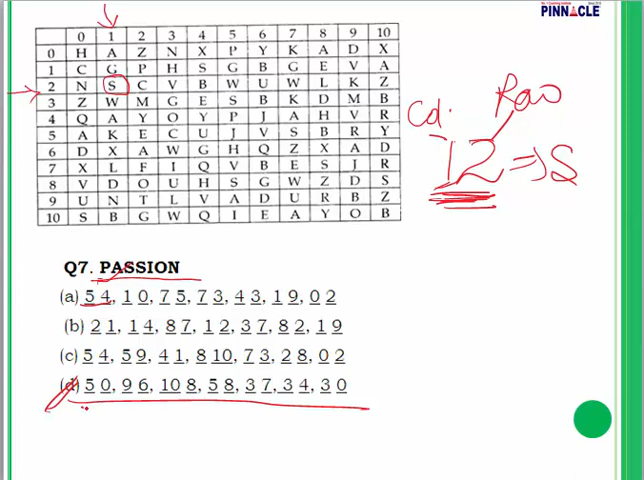 PINNACLE
0 1 2 3 4 5 6 7 8 9 10
0 H A Z N X P Y K A D X
1 C G P H S G B G E V A
2 N S C V B W U W L K Z
3 Z W M G E S B K D M B
4 Q A Y O Y P J A H V R
5 A K E C U J V S B R Y
6 D X A W G H Q Z X A D
7 X L F I Q V B E S J R
8 V D O U H S G W Z D S
9 U N T L V A D U R B Z
10 S B G W Q I E A Y O B
Cd.
12 => S
Q7. PASSION
(a) 5 4, 1 0, 7 5, 7 3, 4 3, 1 9, 0 2
(b) 2 1, 1 4, 8 7, 1 2, 3 7, 8 2, 1 9
(c) 5 4, 5 9, 4 1, 8 10, 7 3, 2 8, 0 2
(d) 5 0, 9 6, 10 8, 5 8, 3 7, 3 4, 3 0